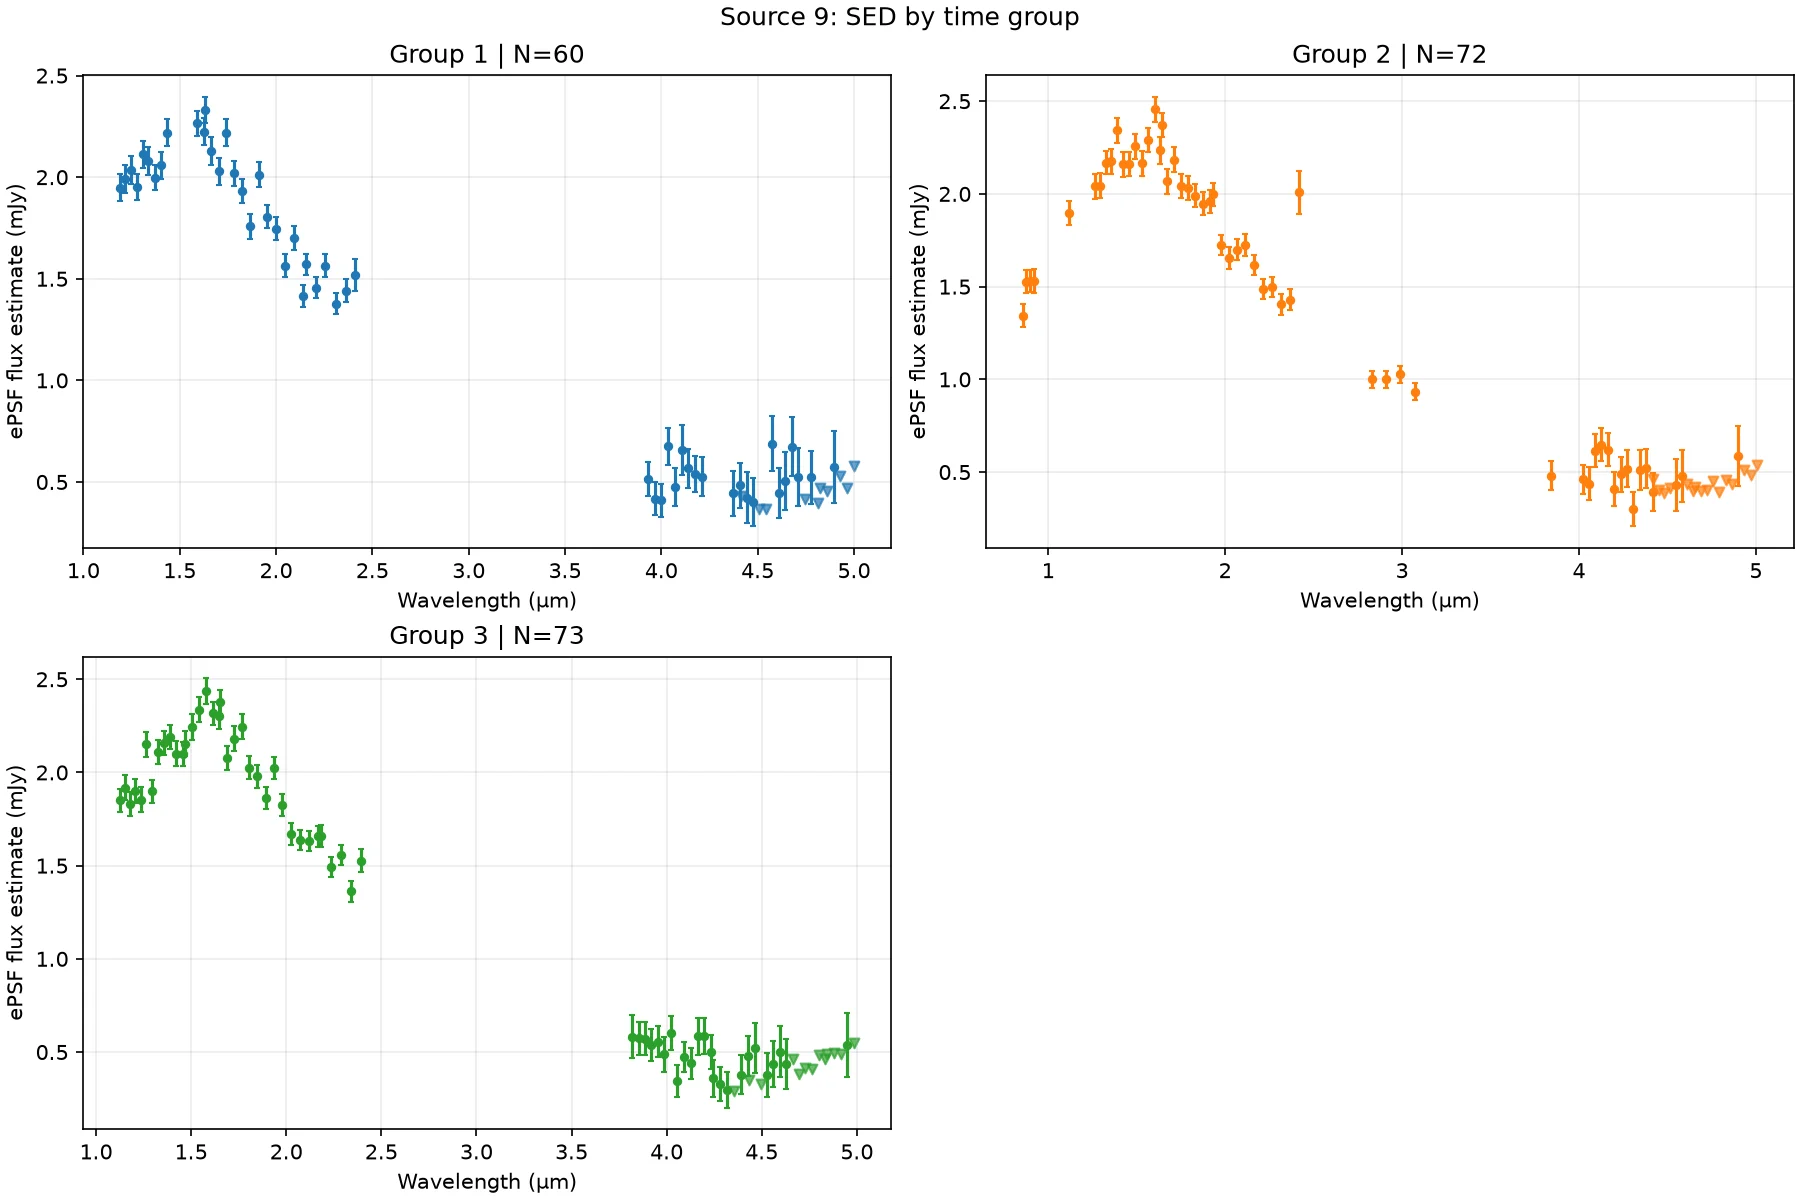 Source 9: SED by time group
Group 1 | N=60
2.5
2.0
1.5
1.0
0.5
ePSF flux estimate (mJy)
1.0 1.5 2.0 2.5 3.0 3.5 4.0 4.5 5.0
Wavelength (μm)
Group 2 | N=72
2.5
2.0
1.5
1.0
0.5
ePSF flux estimate (mJy)
1 2 3 4 5
Wavelength (μm)
Group 3 | N=73
2.5
2.0
1.5
1.0
0.5
ePSF flux estimate (mJy)
1.0 1.5 2.0 2.5 3.0 3.5 4.0 4.5 5.0
Wavelength (μm)